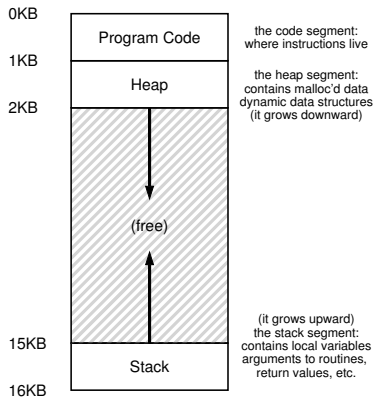 0KB
Program Code
the code segment:
where instructions live
1KB
Heap
the heap segment:
contains malloc'd data
dynamic data structures
(it grows downward)
2KB
(free)
(it grows upward)
the stack segment:
contains local variables
arguments to routines,
return values, etc.
15KB
Stack
16KB